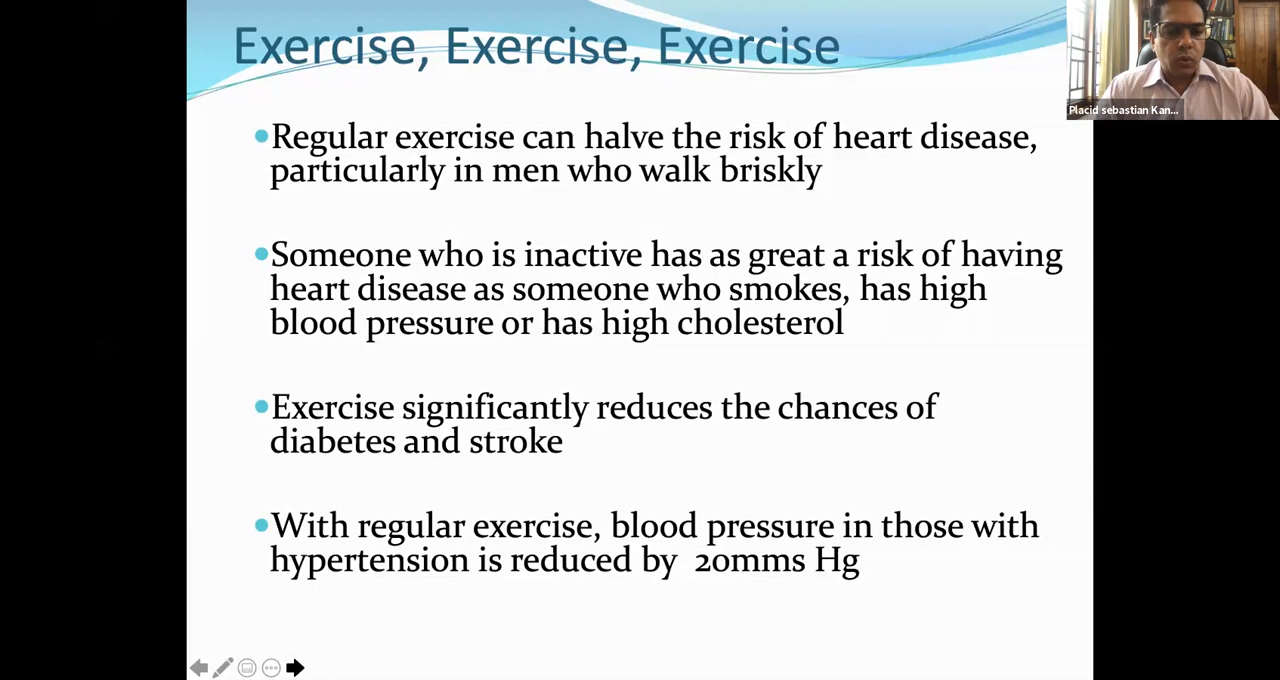 Exercise, Exercise, Exercise
Placid sebastian Kan...
•Regular exercise can halve the risk of heart disease,
particularly in men who walk briskly
•Someone who is inactive has as great a risk of having
heart disease as someone who smokes, has high
blood pressure or has high cholesterol
•Exercise significantly reduces the chances of
diabetes and stroke
•With regular exercise, blood pressure in those with
hypertension is reduced by  20mms Hg